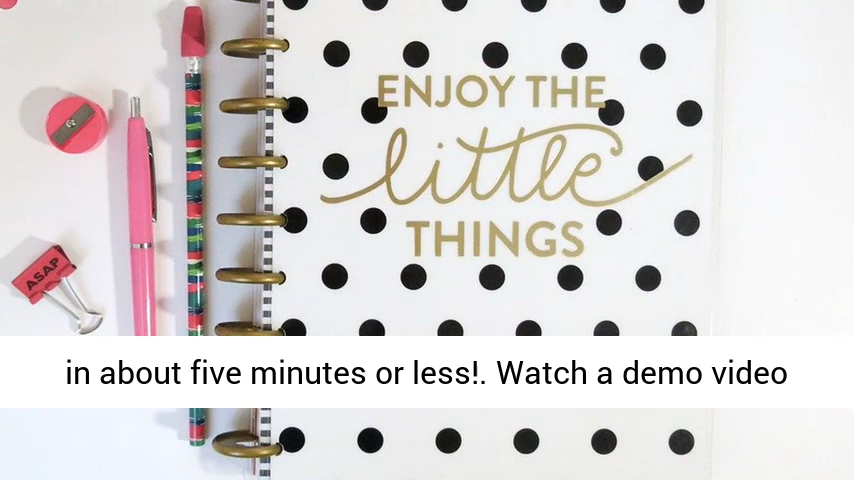 ENJOY THE
little
THINGS
ASAP
in about five minutes or less!. Watch a demo video